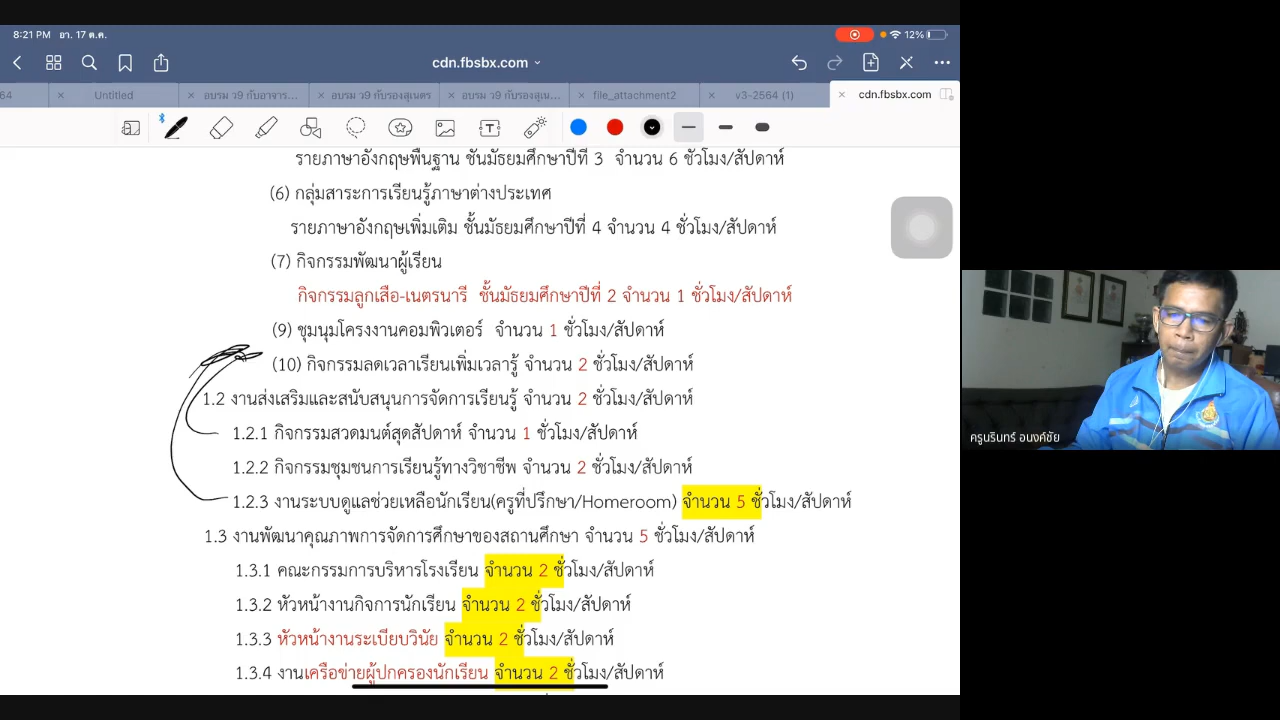 8:21 PM อา. 17 ต.ค.
12%
cdn.fbsbx.com
64
Untitled
อบรม ว9 กับอาจาร...
อบรม ว9 กับรองสุเนตร
อบรม ว9 กับรองสุเน...
file_attachment2
v3-2564 (1)
cdn.fbsbx.com
รายภาษาอังกฤษพื้นฐาน ชั้นมัธยมศึกษาปีที่ 3 จำนวน 6 ชั่วโมง/สัปดาห์
(6) กลุ่มสาระการเรียนรู้ภาษาต่างประเทศ
รายภาษาอังกฤษเพิ่มเติม ชั้นมัธยมศึกษาปีที่ 4 จำนวน 4 ชั่วโมง/สัปดาห์
(7) กิจกรรมพัฒนาผู้เรียน
กิจกรรมลูกเสือ-เนตรนารี ชั้นมัธยมศึกษาปีที่ 2 จำนวน 1 ชั่วโมง/สัปดาห์
(9) ชุมนุมโครงงานคอมพิวเตอร์ จำนวน 1 ชั่วโมง/สัปดาห์
(10) กิจกรรมลดเวลาเรียนเพิ่มเวลารู้ จำนวน 2 ชั่วโมง/สัปดาห์
1.2 งานส่งเสริมและสนับสนุนการจัดการเรียนรู้ จำนวน 2 ชั่วโมง/สัปดาห์
1.2.1 กิจกรรมสวดมนต์สุดสัปดาห์ จำนวน 1 ชั่วโมง/สัปดาห์
1.2.2 กิจกรรมชุมชนการเรียนรู้ทางวิชาชีพ จำนวน 2 ชั่วโมง/สัปดาห์
1.2.3 งานระบบดูแลช่วยเหลือนักเรียน(ครูที่ปรึกษา/Homeroom) จำนวน 5 ชั่วโมง/สัปดาห์
1.3 งานพัฒนาคุณภาพการจัดการศึกษาของสถานศึกษา จำนวน 5 ชั่วโมง/สัปดาห์
1.3.1 คณะกรรมการบริหารโรงเรียน จำนวน 2 ชั่วโมง/สัปดาห์
1.3.2 หัวหน้างานกิจการนักเรียน จำนวน 2 ชั่วโมง/สัปดาห์
1.3.3 หัวหน้างานระเบียบวินัย จำนวน 2 ชั่วโมง/สัปดาห์
1.3.4 งานเครือข่ายผู้ปกครองนักเรียน จำนวน 2 ชั่วโมง/สัปดาห์
ครูนรินทร์ อนงค์ชัย